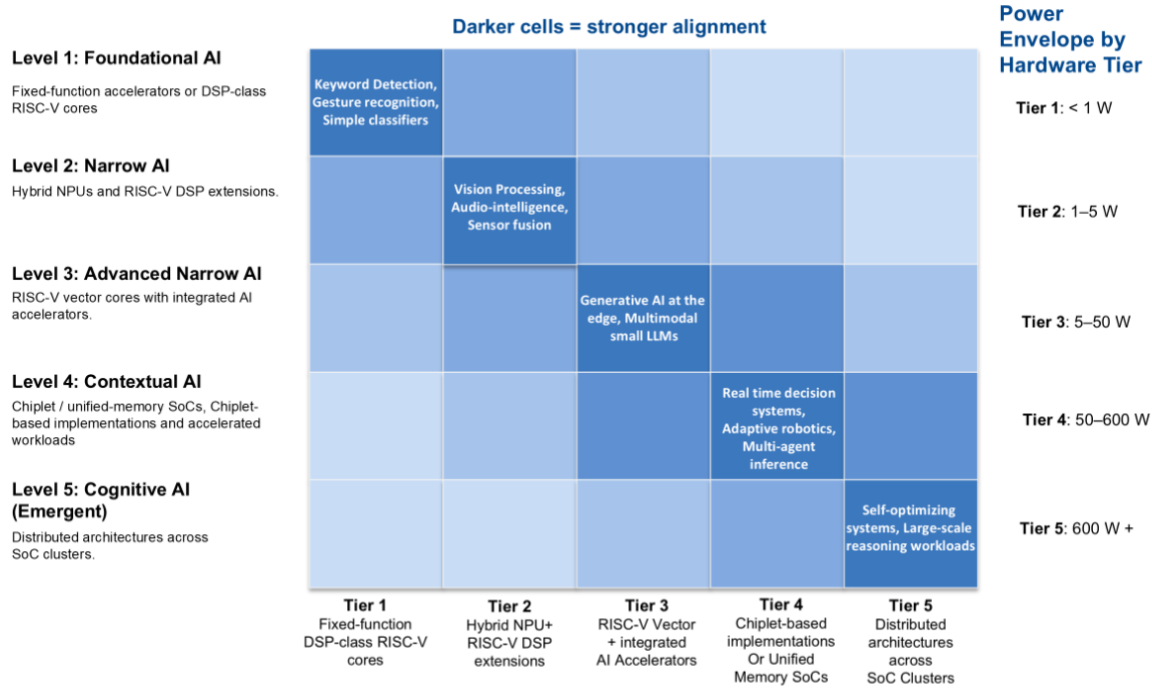 Darker cells = stronger alignment
Power
Envelope by
Hardware Tier
Level 1: Foundational AI
Fixed-function accelerators or DSP-class
RISC-V cores
Keyword Detection,
Gesture recognition,
Simple classifiers
Tier 1: < 1 W
Level 2: Narrow AI
Hybrid NPUs and RISC-V DSP extensions.
Vision Processing,
Audio-intelligence,
Sensor fusion
Tier 2: 1–5 W
Level 3: Advanced Narrow AI
RISC-V vector cores with integrated AI
accelerators.
Generative AI at the
edge, Multimodal
small LLMs
Tier 3: 5–50 W
Level 4: Contextual AI
Chiplet / unified-memory SoCs, Chiplet-
based implementations and accelerated
workloads
Real time decision
systems,
Adaptive robotics,
Multi-agent
inference
Tier 4: 50–600 W
Level 5: Cognitive AI
(Emergent)
Distributed architectures across
SoC clusters.
Self-optimizing
systems, Large-scale
reasoning workloads
Tier 5: 600 W +
Tier 1
Fixed-function
DSP-class RISC-V
cores
Tier 2
Hybrid NPU+
RISC-V DSP
extensions
Tier 3
RISC-V Vector
+ integrated
AI Accelerators
Tier 4
Chiplet-based
implementations
Or Unified
Memory SoCs
Tier 5
Distributed
architectures
across
SoC Clusters